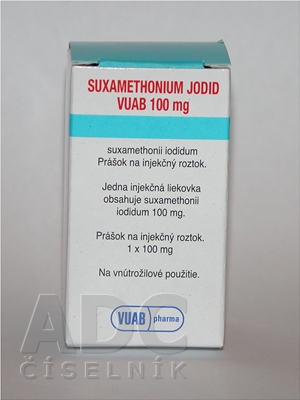 SUXAMETHONIUM JODID
VUAB 100 mg
suxamethonii iodidum
Prášok na injekčný roztok.
Jedna injekčná liekovka
obsahuje suxamethonii
iodidum 100 mg.
Prášok na injekčný roztok.
1 x 100 mg
Na vnútrožilové použitie.
VUAB pharma
ADC
ČÍSELNÍK